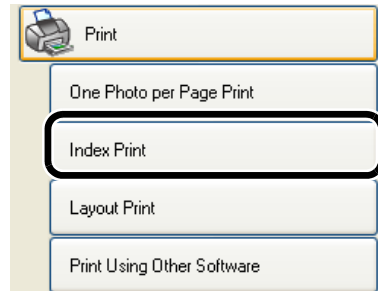 Print
One Photo per Page Print
Index Print
Layout Print
Print Using Other Software